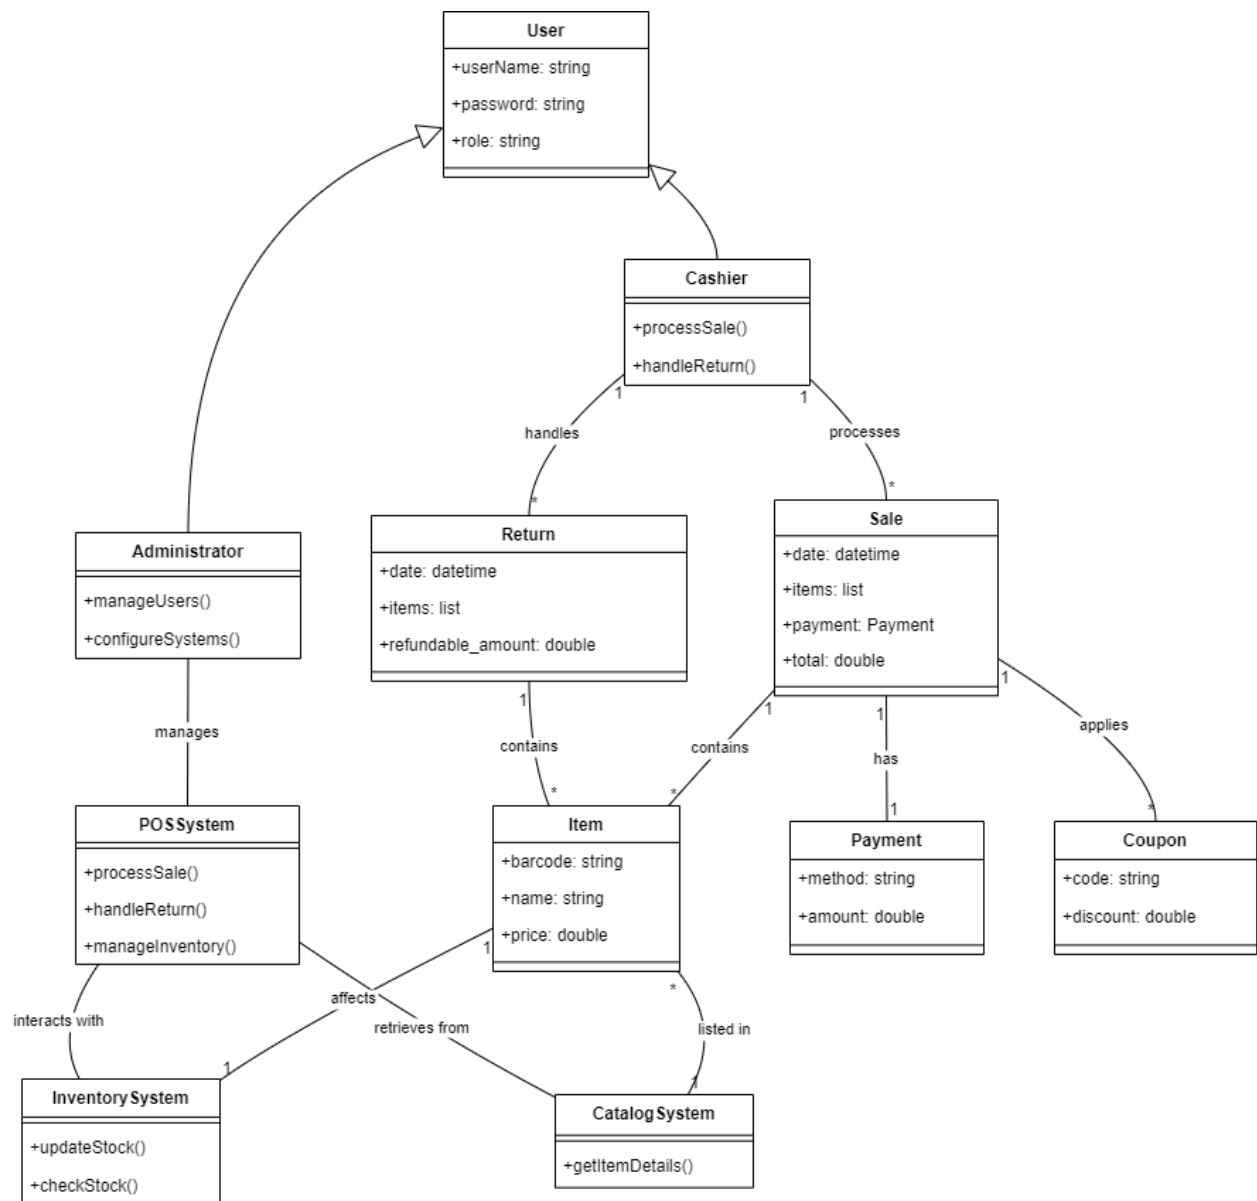 User
+userName: string
+password: string
+role: string
Cashier
+processSale()
+handleReturn()
1
1
handles
processes
*
*
Return
+date: datetime
+items: list
+refundable_amount: double
Sale
+date: datetime
+items: list
+payment: Payment
+total: double
Administrator
+manageUsers()
+configureSystems()
1
1
1
1
manages
contains
contains
has
applies
*
*
1
*
POSSystem
+processSale()
+handleReturn()
+manageInventory()
Item
+barcode: string
+name: string
+price: double
Payment
+method: string
+amount: double
Coupon
+code: string
+discount: double
1
*
interacts with
affects
retrieves from
listed in
1
1
InventorySystem
+updateStock()
+checkStock()
CatalogSystem
+getItemDetails()